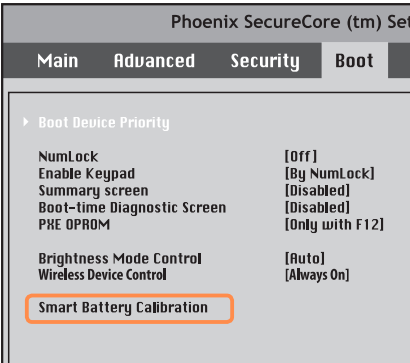 Phoenix SecureCore (tm) Set
Main Advanced Security Boot
Boot Device Priority
NumLock [Off]
Enable Keypad [By NumLock]
Summary screen [Disabled]
Boot-time Diagnostic Screen [Disabled]
PXE OPROM [Only with F12]
Brightness Mode Control [Auto]
Wireless Device Control [Always On]
Smart Battery Calibration